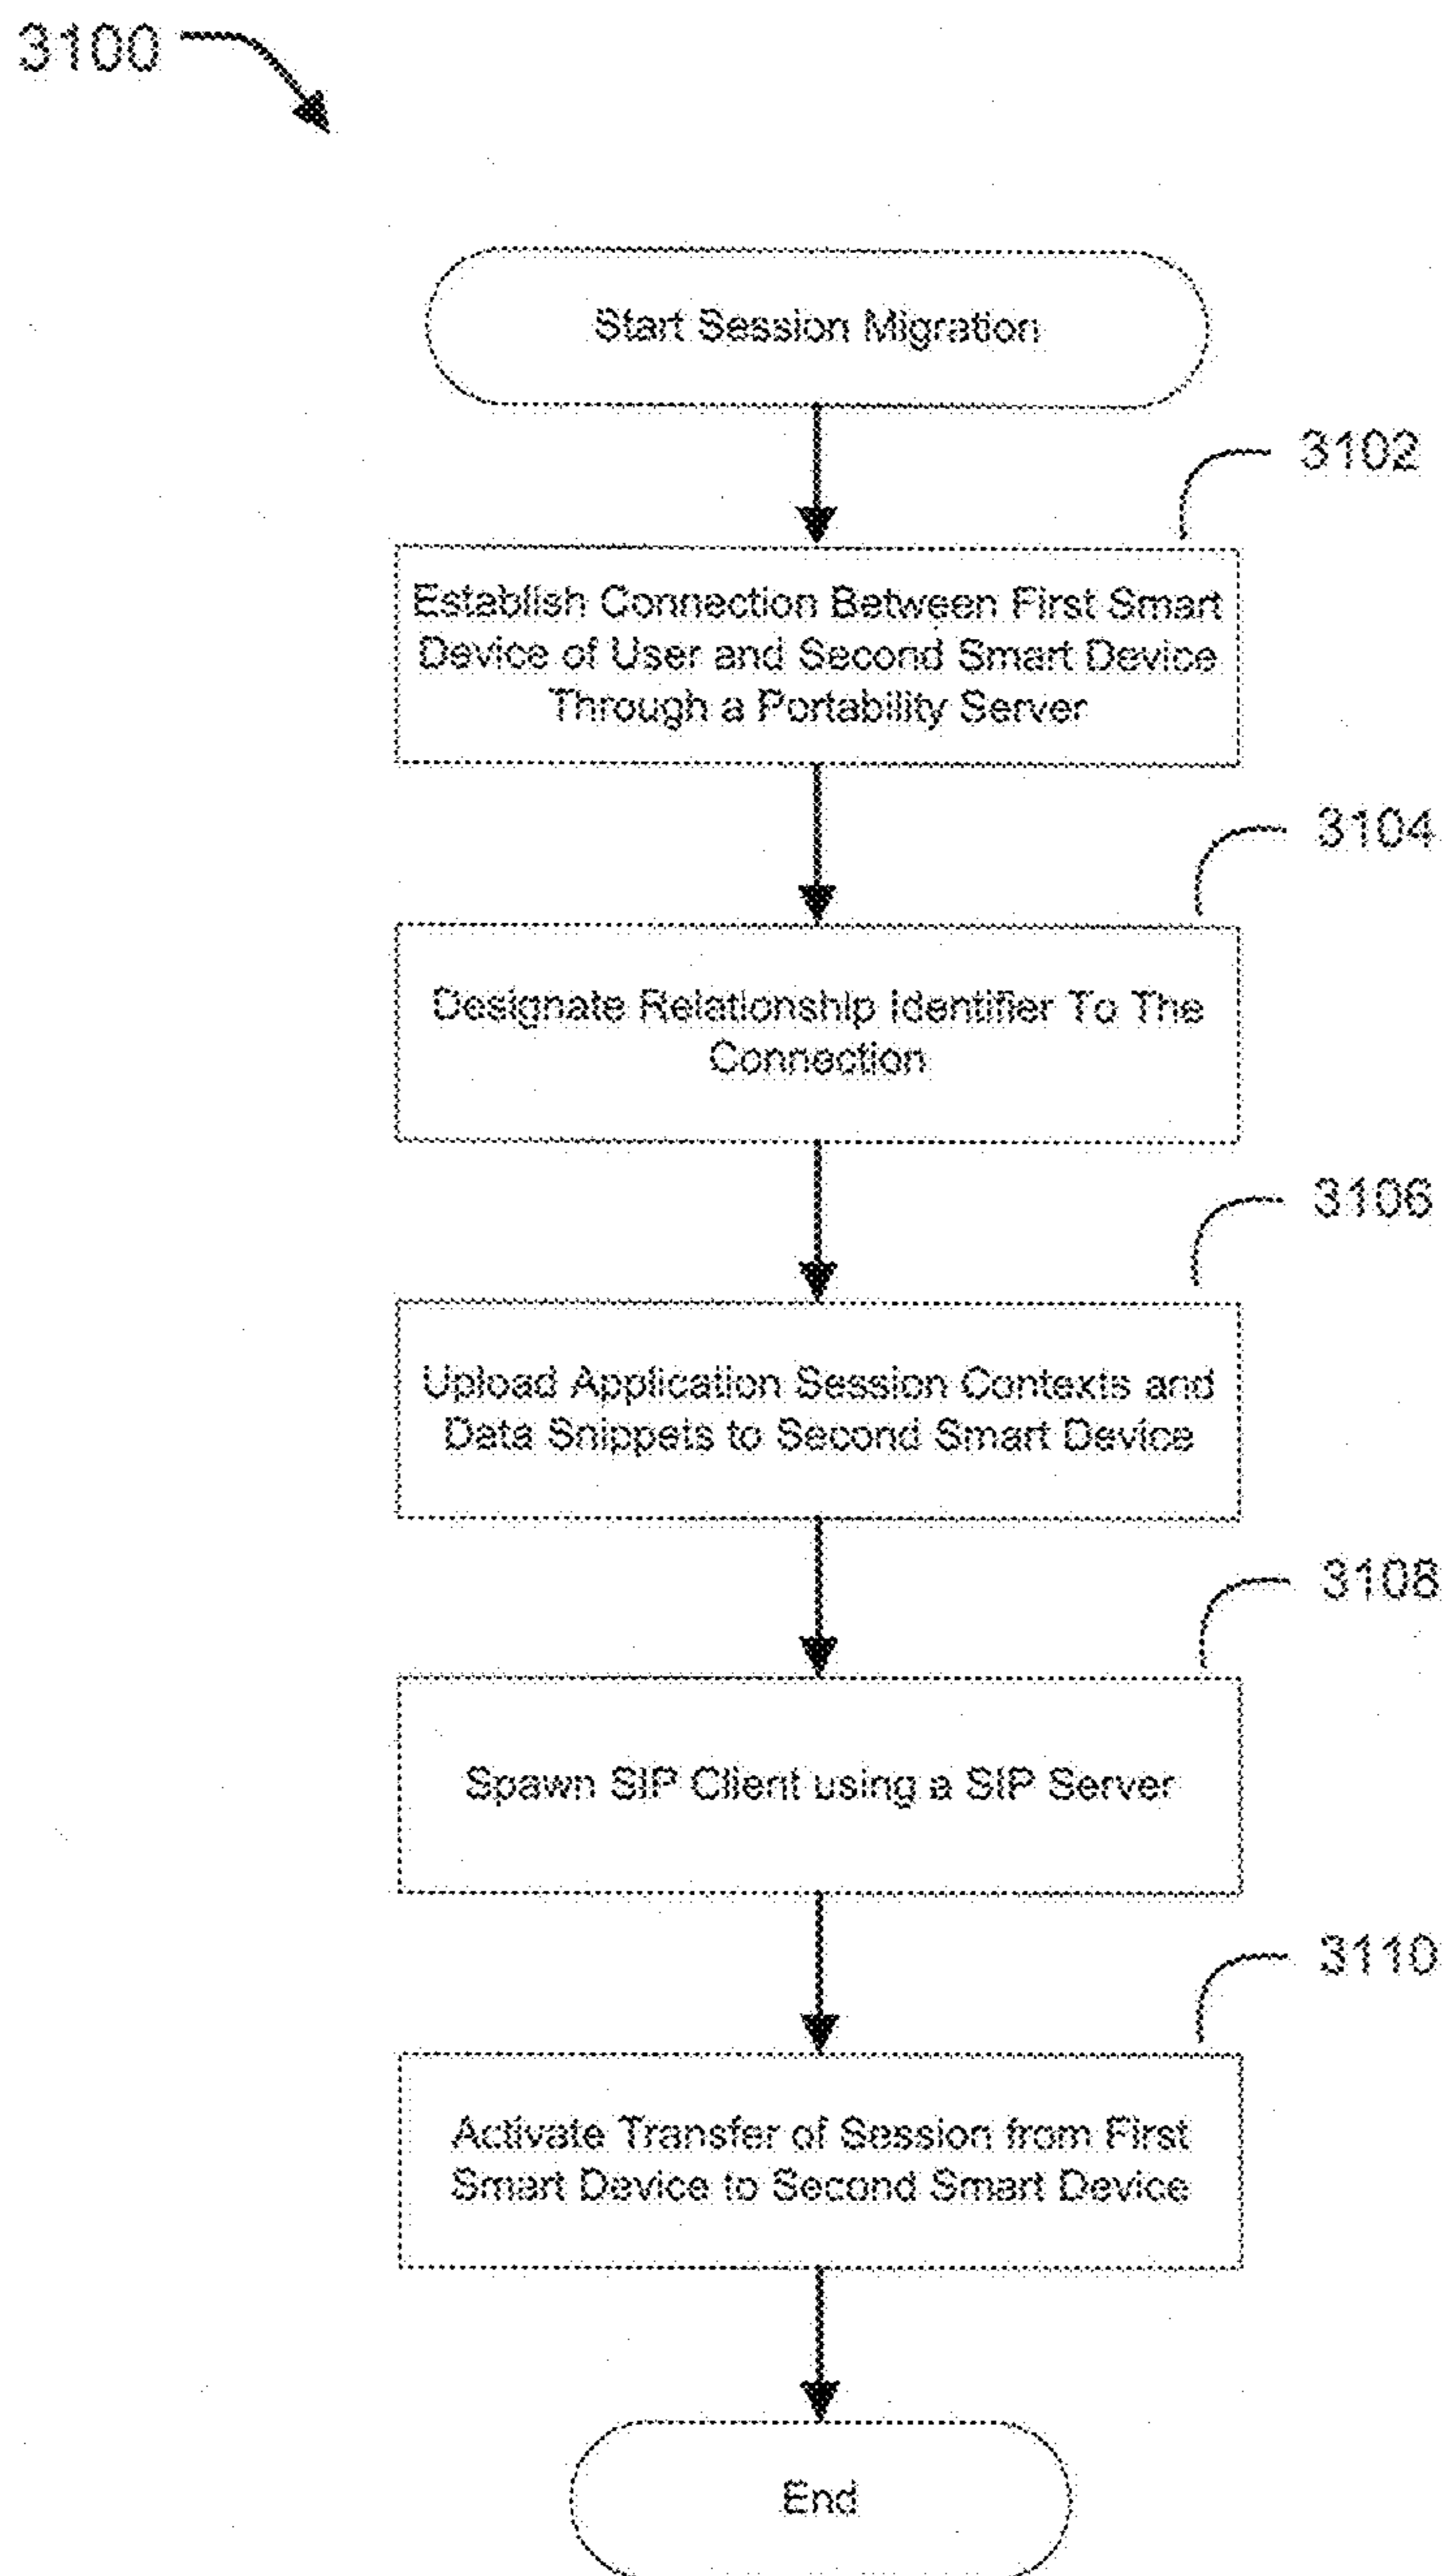 3100
Start Session Migration
3102
Establish Connection Between First Smart
Device of User and Second Smart Device
Through a Portability Server
3104
Designate Relationship Identifier To The
Connection
3106
Upload Application Session Contexts and
Data Snippets to Second Smart Device
3108
Spawn SIP Client using a SIP Server
3110
Activate Transfer of Session from First
Smart Device to Second Smart Device
End